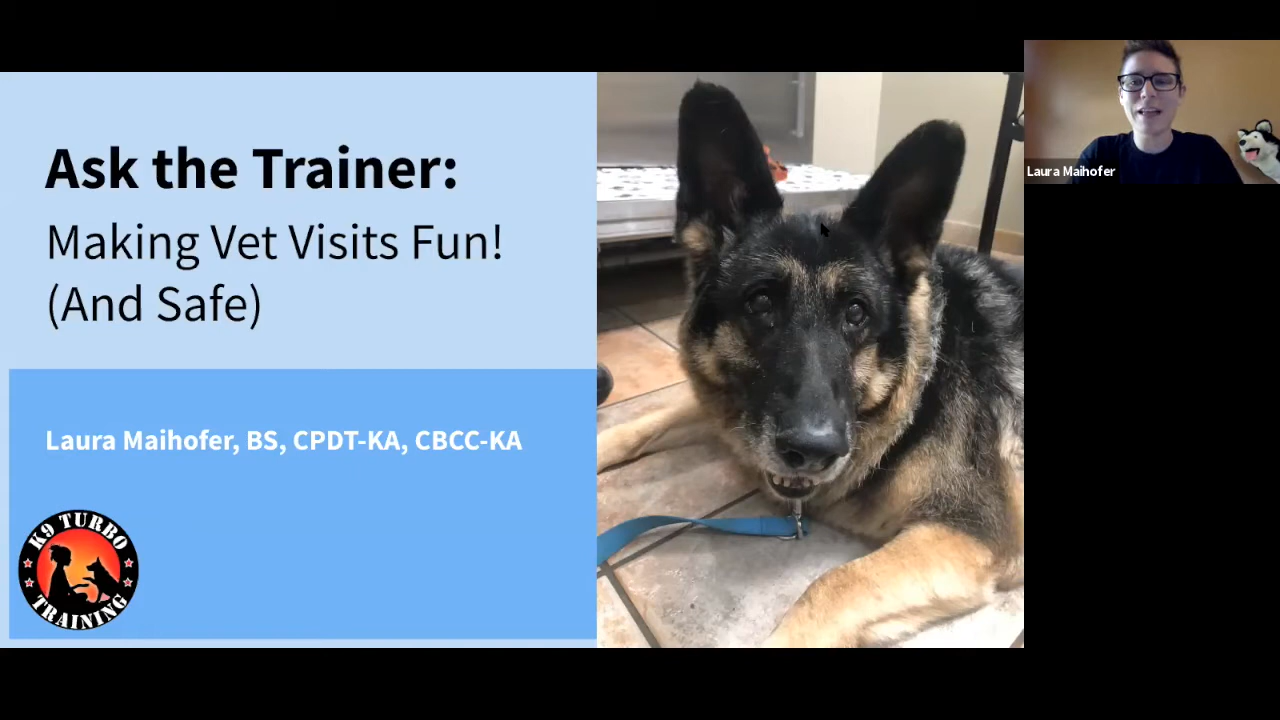 Ask the Trainer:
Making Vet Visits Fun!
(And Safe)
Laura Maihofer, BS, CPDT-KA, CBCC-KA
K9 TURBO
TRAINING
Laura Maihofer